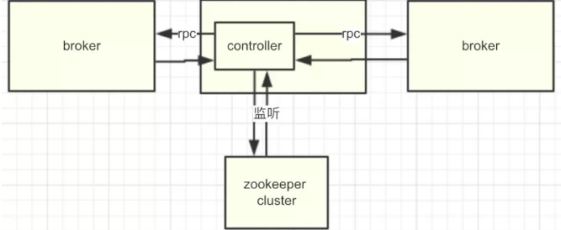 broker
rpc
controller
rpc
broker
监听
zookeeper
cluster